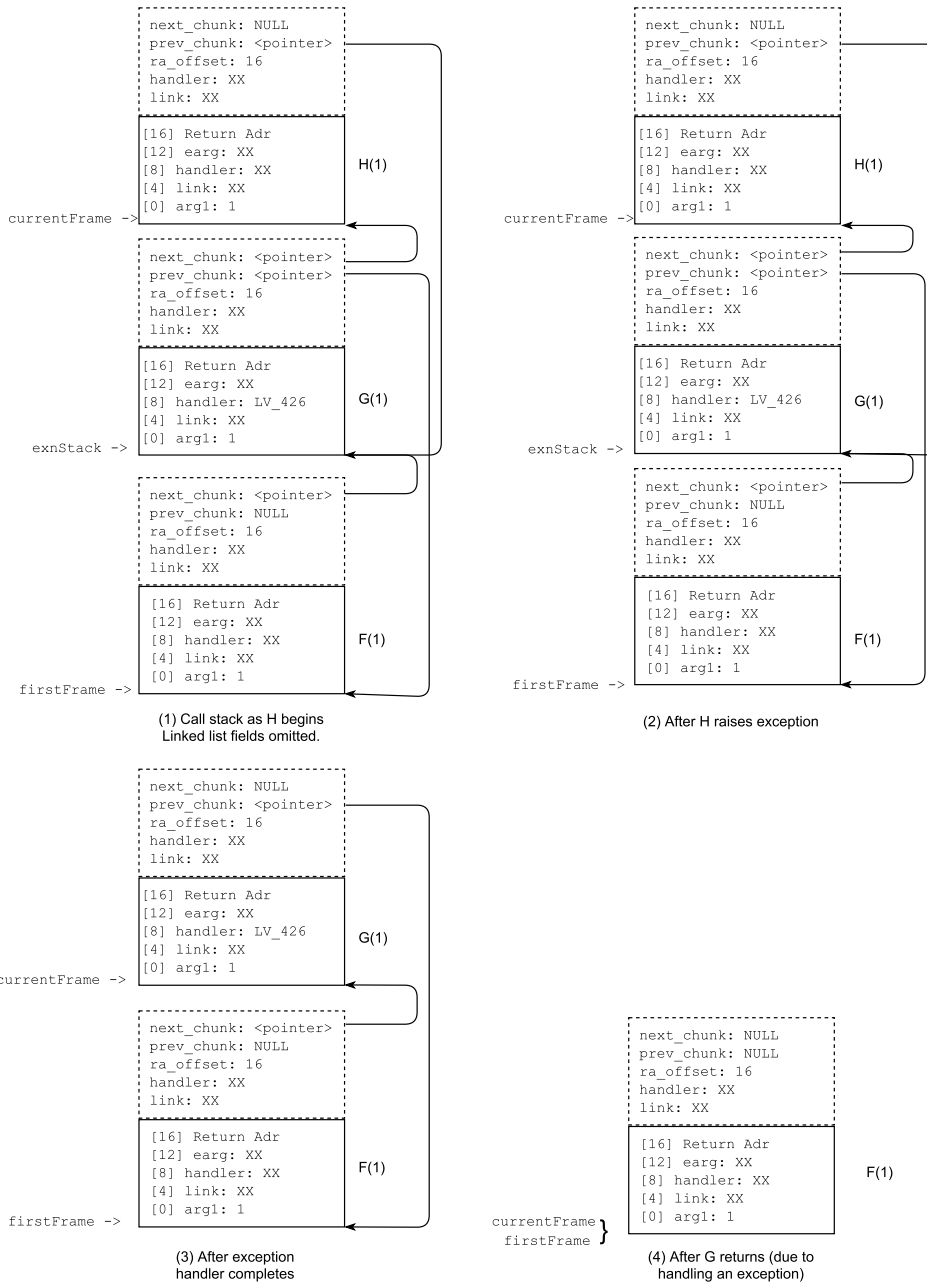 next_chunk: NULL
prev_chunk: <pointer>
ra_offset: 16
handler: XX
link: XX
[16] Return Adr
[12] earg: XX
[8] handler: XX
[4] link: XX
[0] arg1: 1
H(1)
currentFrame ->
next_chunk: <pointer>
prev_chunk: <pointer>
ra_offset: 16
handler: XX
link: XX
[16] Return Adr
[12] earg: XX
[8] handler: LV_426
[4] link: XX
[0] arg1: 1
G(1)
exnStack ->
next_chunk: <pointer>
prev_chunk: NULL
ra_offset: 16
handler: XX
link: XX
[16] Return Adr
[12] earg: XX
[8] handler: XX
[4] link: XX
[0] arg1: 1
F(1)
firstFrame ->
(1) Call stack as H begins
Linked list fields omitted.
next_chunk: NULL
prev_chunk: <pointer>
ra_offset: 16
handler: XX
link: XX
[16] Return Adr
[12] earg: XX
[8] handler: XX
[4] link: XX
[0] arg1: 1
H(1)
currentFrame ->
next_chunk: <pointer>
prev_chunk: <pointer>
ra_offset: 16
handler: XX
link: XX
[16] Return Adr
[12] earg: XX
[8] handler: LV_426
[4] link: XX
[0] arg1: 1
G(1)
exnStack ->
next_chunk: <pointer>
prev_chunk: NULL
ra_offset: 16
handler: XX
link: XX
[16] Return Adr
[12] earg: XX
[8] handler: XX
[4] link: XX
[0] arg1: 1
F(1)
firstFrame ->
(2) After H raises exception
next_chunk: NULL
prev_chunk: <pointer>
ra_offset: 16
handler: XX
link: XX
[16] Return Adr
[12] earg: XX
[8] handler: LV_426
[4] link: XX
[0] arg1: 1
G(1)
currentFrame ->
next_chunk: <pointer>
prev_chunk: NULL
ra_offset: 16
handler: XX
link: XX
[16] Return Adr
[12] earg: XX
[8] handler: XX
[4] link: XX
[0] arg1: 1
F(1)
firstFrame ->
(3) After exception
handler completes
next_chunk: NULL
prev_chunk: NULL
ra_offset: 16
handler: XX
link: XX
[16] Return Adr
[12] earg: XX
[8] handler: XX
[4] link: XX
[0] arg1: 1
F(1)
currentFrame
firstFrame }
(4) After G returns (due to
handling an exception)